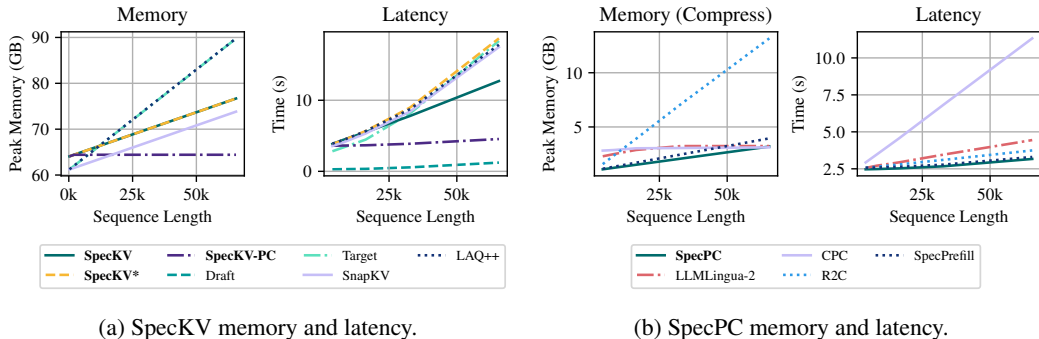 Memory
Latency
Memory (Compress)
Latency
Peak Memory (GB)
90
80
70
60
0k
25k
50k
Sequence Length
Time (s)
10
0
25k
50k
Sequence Length
Peak Memory (GB)
10
5
25k
50k
Sequence Length
Time (s)
10.0
7.5
5.0
2.5
25k
50k
Sequence Length
SpecKV
SpecKV-PC
Target
LAQ++
SpecKV*
Draft
SnapKV
SpecPC
CPC
SpecPrefill
LLMLingua-2
R2C
(a) SpecKV memory and latency.
(b) SpecPC memory and latency.